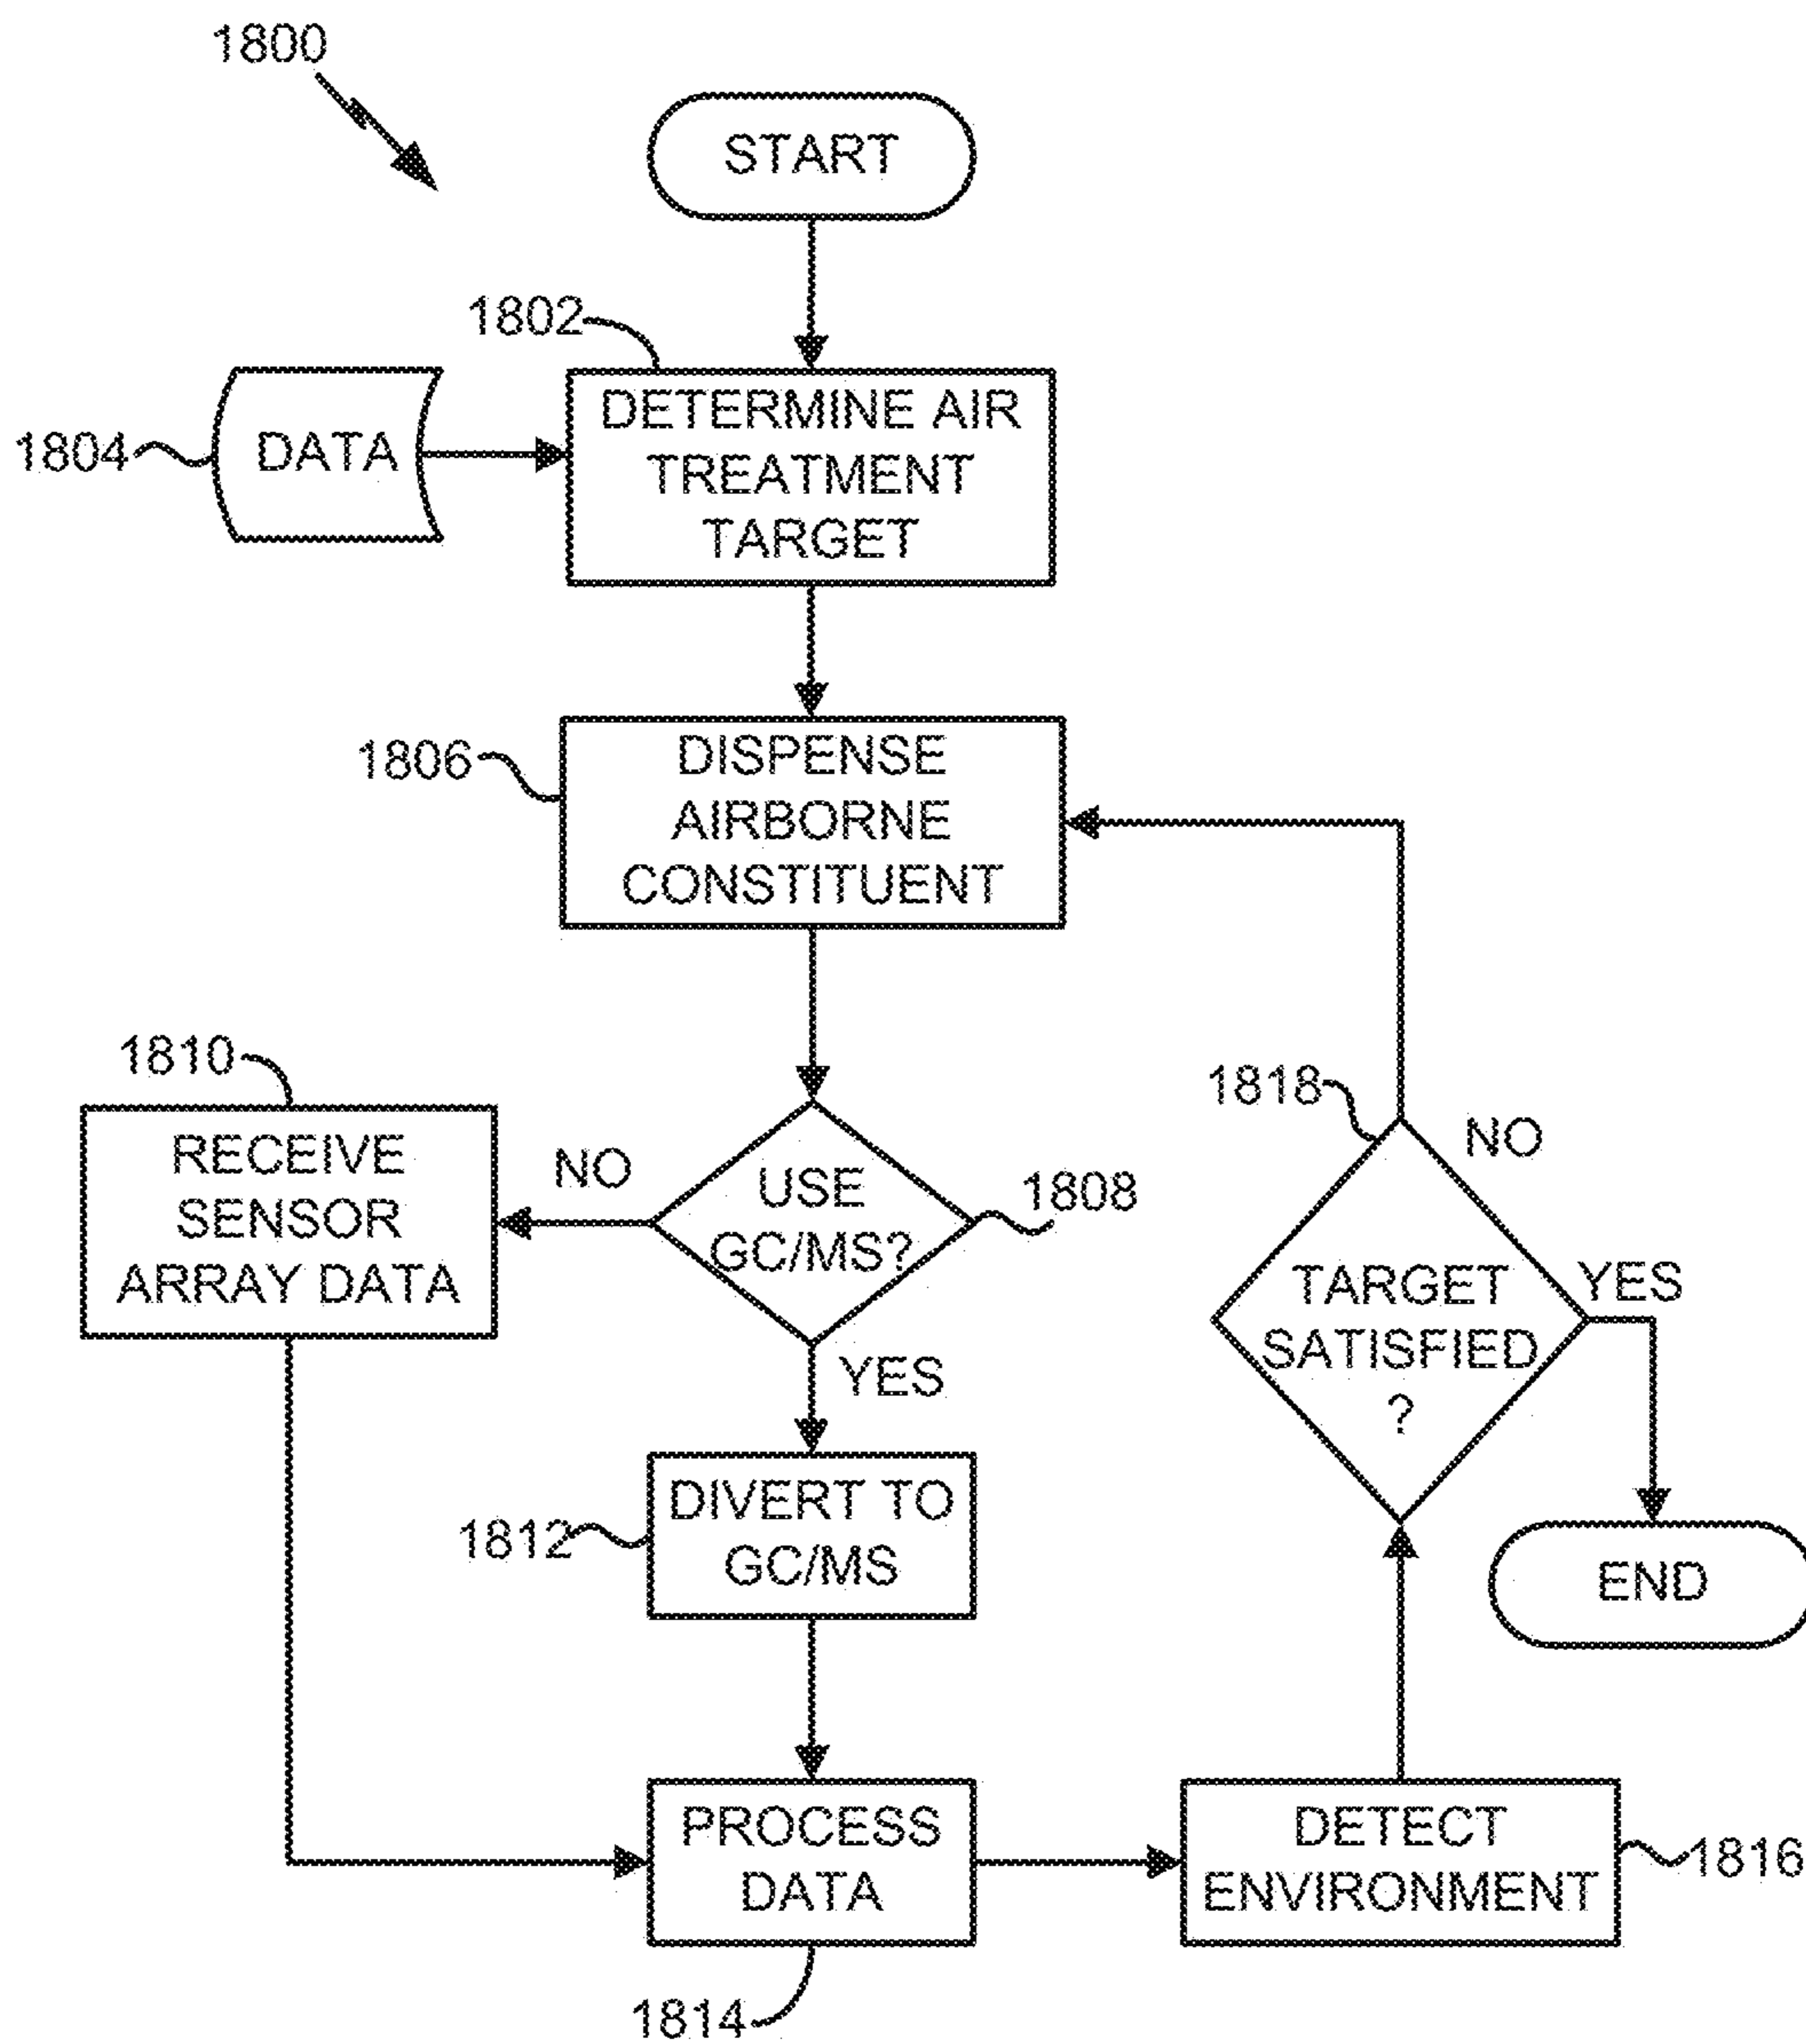 1800
START
1802
1804
DATA
DETERMINE AIR
TREATMENT
TARGET
1806
DISPENSE
AIRBORNE
CONSTITUENT
1810
RECEIVE
SENSOR
ARRAY DATA
NO
USE
GC/MS?
1808
YES
1812
DIVERT TO
GC/MS
1818
NO
TARGET
SATISFIED
?
YES
END
PROCESS
DATA
1814
DETECT
ENVIRONMENT
1816